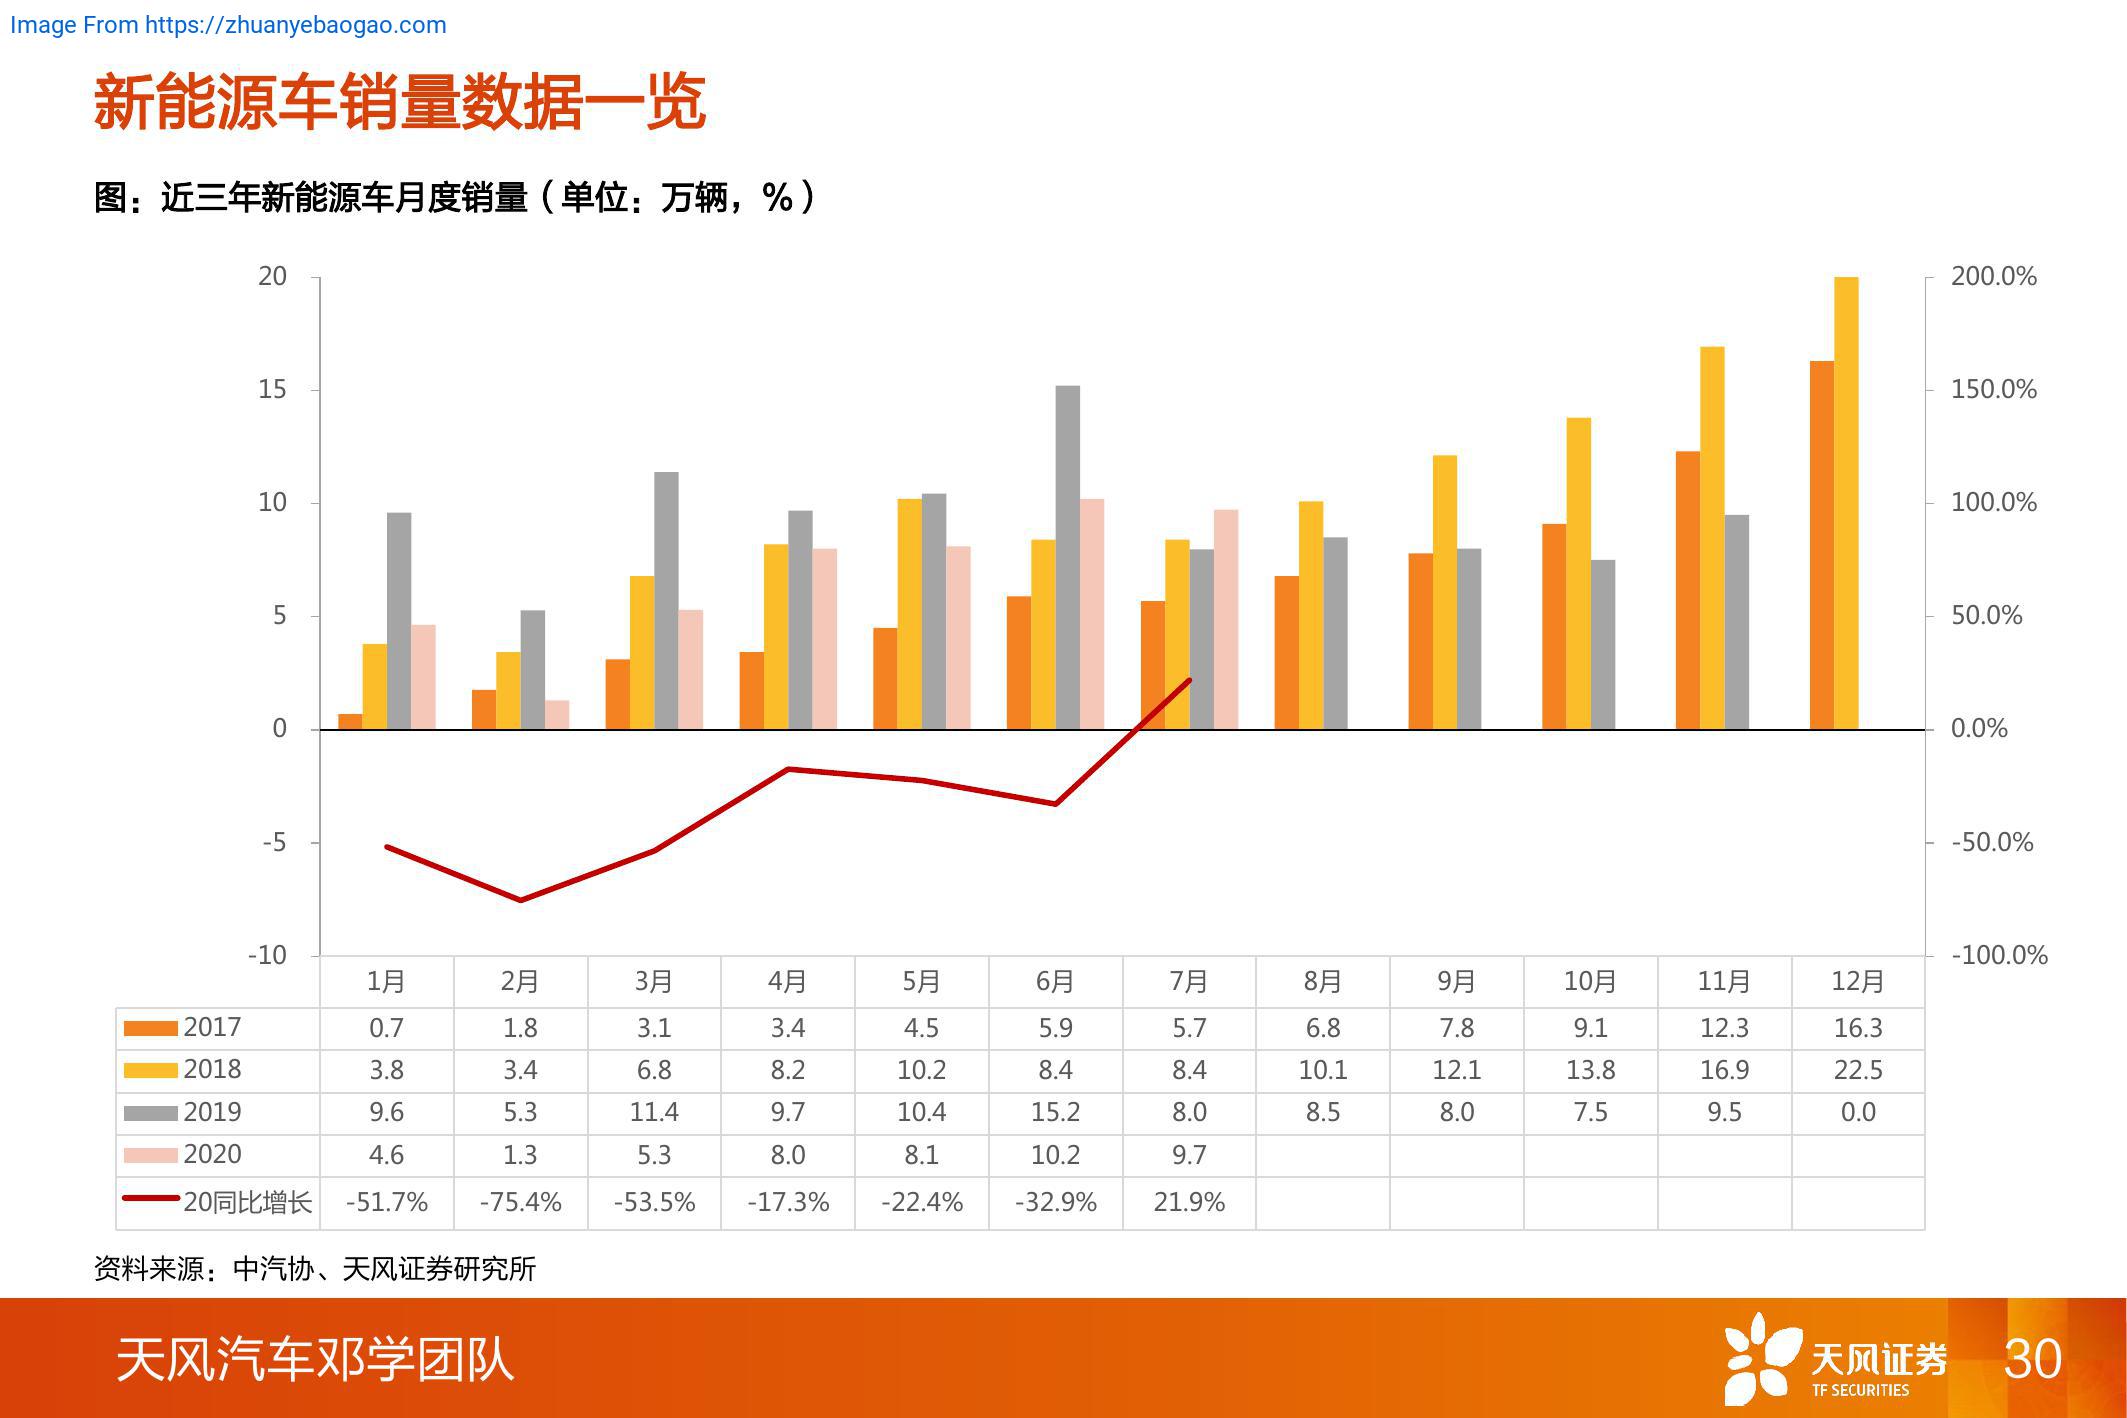 Image From https://zhuanyebaogao.com
新能源车销量数据一览
图：近三年新能源车月度销量（单位：万辆，%）
20 200.0%
15 150.0%
10 100.0%
5 50.0%
0 0.0%
-5 -50.0%
-10 -100.0%
1月 2月 3月 4月 5月 6月 7月 8月 9月 10月 11月 12月
2017 0.7 1.8 3.1 3.4 4.5 5.9 5.7 6.8 7.8 9.1 12.3 16.3
2018 3.8 3.4 6.8 8.2 10.2 8.4 8.4 10.1 12.1 13.8 16.9 22.5
2019 9.6 5.3 11.4 9.7 10.4 15.2 8.0 8.5 8.0 7.5 9.5 0.0
2020 4.6 1.3 5.3 8.0 8.1 10.2 9.7
20同比增长 -51.7% -75.4% -53.5% -17.3% -22.4% -32.9% 21.9%
资料来源：中汽协、天风证券研究所
天风汽车邓学团队
天风证券
TF SECURITIES
30